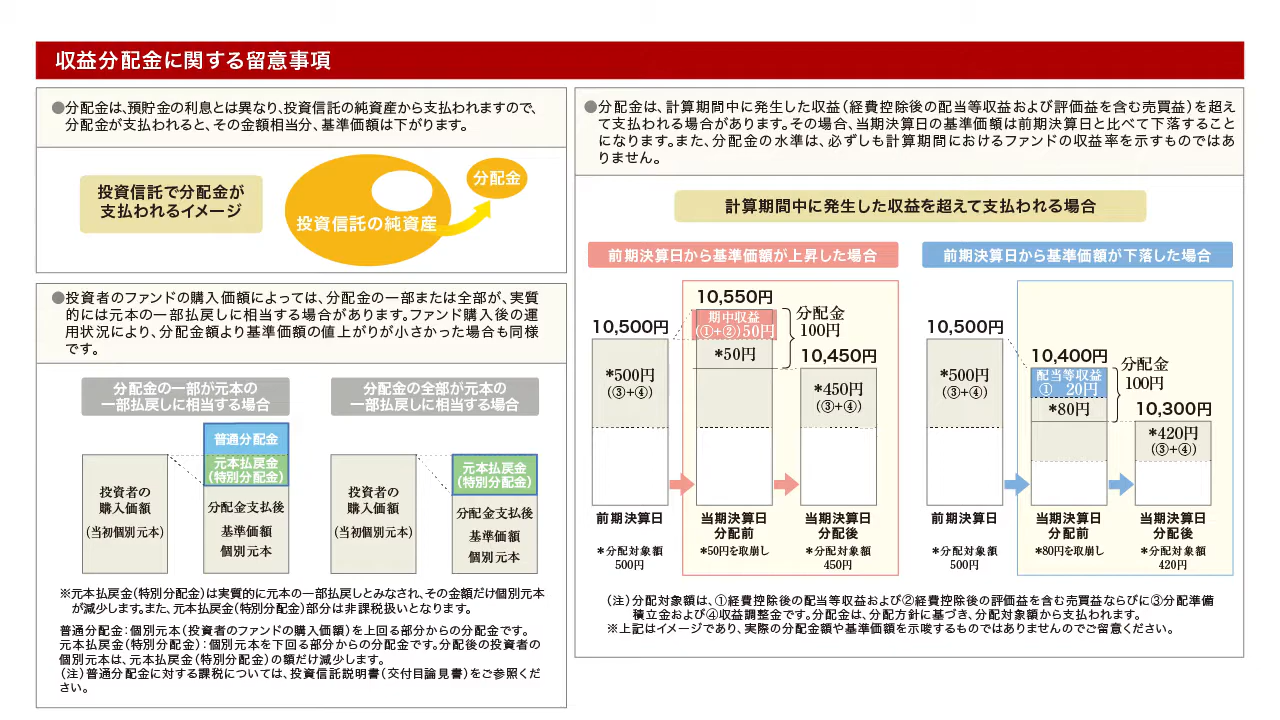 収益分配金に関する留意事項
●分配金は、預貯金の利息とは異なり、投資信託の純資産から支払われますので、
分配金が支払われると、その金額相当分、基準価額は下がります。
投資信託で分配金が
支払われるイメージ
分配金
投資信託の純資産
●投資者のファンドの購入価額によっては、分配金の一部または全部が、実質
的には元本の一部払戻しに相当する場合があります。ファンド購入後の運
用状況により、分配金額より基準価額の値上がりが小さかった場合も同様
です。
分配金の一部が元本の
一部払戻しに相当する場合
普通分配金
元本払戻金
(特別分配金)
投資者の
購入価額
(当初個別元本)
分配金支払後
基準価額
個別元本
分配金の全部が元本の
一部払戻しに相当する場合
元本払戻金
(特別分配金)
投資者の
購入価額
(当初個別元本)
分配金支払後
基準価額
個別元本
※元本払戻金(特別分配金)は実質的に元本の一部払戻しとみなされ、その金額だけ個別元本
が減少します。また、元本払戻金(特別分配金)部分は非課税扱いとなります。
普通分配金:個別元本(投資者のファンドの購入価額)を上回る部分からの分配金です。
元本払戻金(特別分配金):個別元本を下回る部分からの分配金です。分配後の投資者の
個別元本は、元本払戻金(特別分配金)の額だけ減少します。
(注)普通分配金に対する課税については、投資信託説明書(交付目論見書)をご参照くだ
さい。
●分配金は、計算期間中に発生した収益(経費控除後の配当等収益および評価益を含む売買益)を超え
て支払われる場合があります。その場合、当期決算日の基準価額は前期決算日と比べて下落すること
になります。また、分配金の水準は、必ずしも計算期間におけるファンドの収益率を示すものではあ
りません。
計算期間中に発生した収益を超えて支払われる場合
前期決算日から基準価額が上昇した場合
10,500円
*500円
(③+④)
10,550円
期中収益
(①+②)50円
*50円
分配金
100円
10,450円
*450円
(③+④)
前期決算日
当期決算日
分配前
当期決算日
分配後
*分配対象額
500円
*50円を取崩し
*分配対象額
450円
前期決算日から基準価額が下落した場合
10,500円
*500円
(③+④)
10,400円
配当等収益
① 20円
*80円
分配金
100円
10,300円
*420円
(③+④)
前期決算日
当期決算日
分配前
当期決算日
分配後
*分配対象額
500円
*80円を取崩し
*分配対象額
420円
(注)分配対象額は、①経費控除後の配当等収益および②経費控除後の評価益を含む売買益ならびに③分配準備
積立金および④収益調整金です。分配金は、分配方針に基づき、分配対象額から支払われます。
※上記はイメージであり、実際の分配金額や基準価額を示唆するものではありませんのでご留意ください。